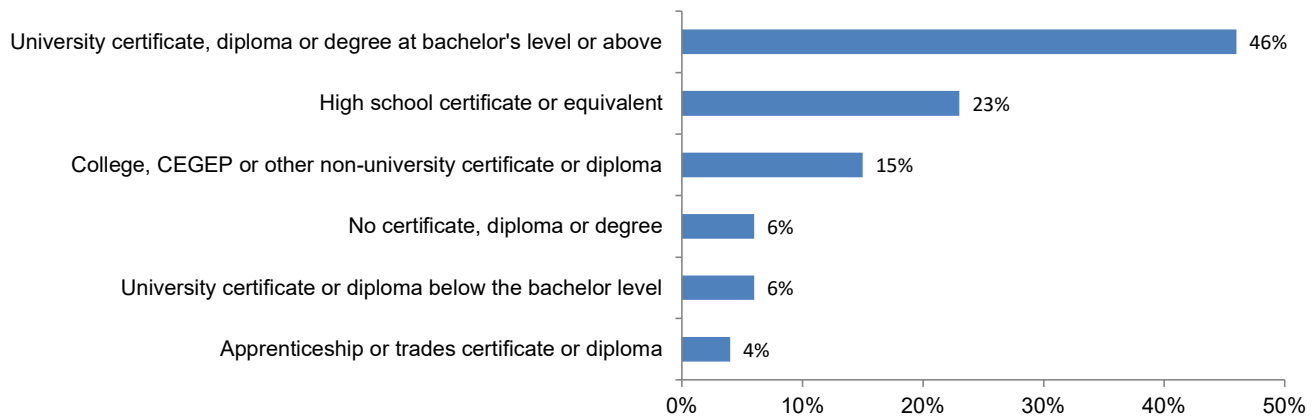 University certificate, diploma or degree at bachelor's level or above 46%
High school certificate or equivalent 23%
College, CEGEP or other non-university certificate or diploma 15%
No certificate, diploma or degree 6%
University certificate or diploma below the bachelor level 6%
Apprenticeship or trades certificate or diploma 4%
0% 10% 20% 30% 40% 50%